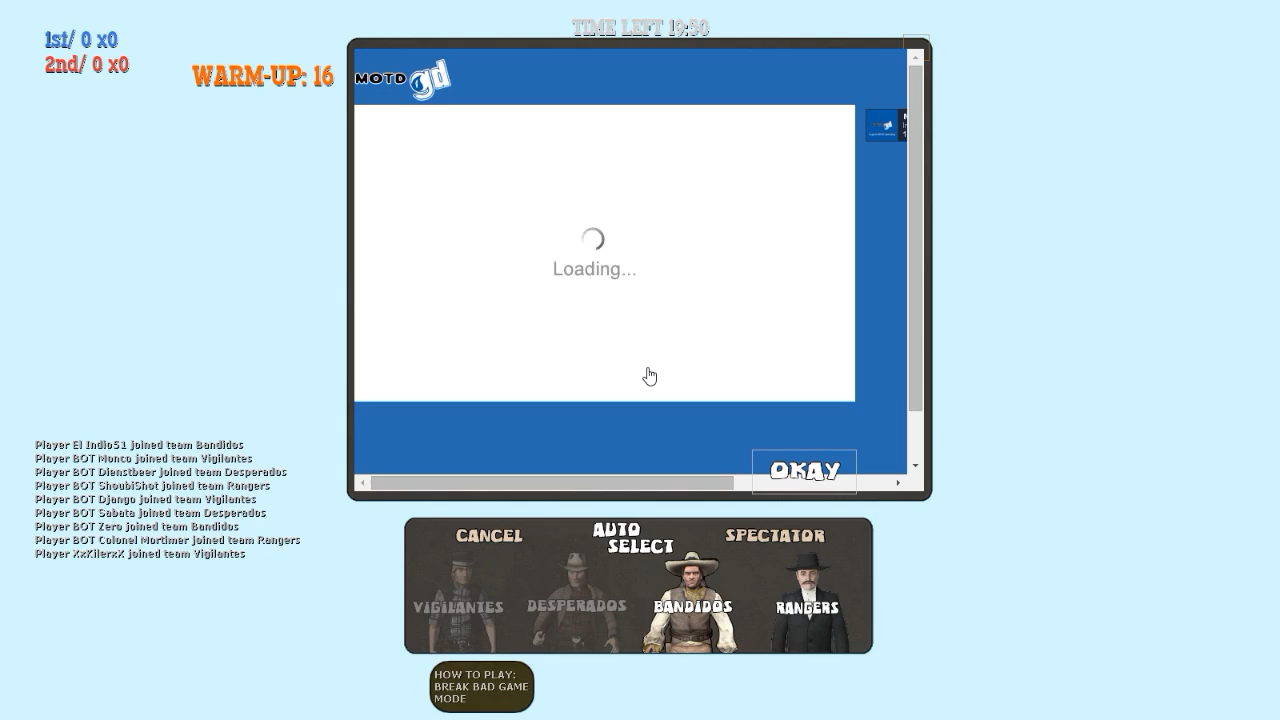 TIME LEFT 19:50
1st/ 0 x0
2nd/ 0 x0
WARM-UP: 16
MOTDgd
Loading...
OKAY
Player El Indio51 joined team Bandidos
Player BOT Monco joined team Vigilantes
Player BOT Dienstbeer joined team Desperados
Player BOT ShoubiShot joined team Rangers
Player BOT Django joined team Vigilantes
Player BOT Sabata joined team Desperados
Player BOT Zero joined team Bandidos
Player BOT Colonel Mortimer joined team Rangers
Player XxKilerxX joined team Vigilantes
CANCEL
AUTO
SELECT
SPECTATOR
VIGILANTES
DESPERADOS
BANDIDOS
RANGERS
HOW TO PLAY:
BREAK BAD GAME
MODE